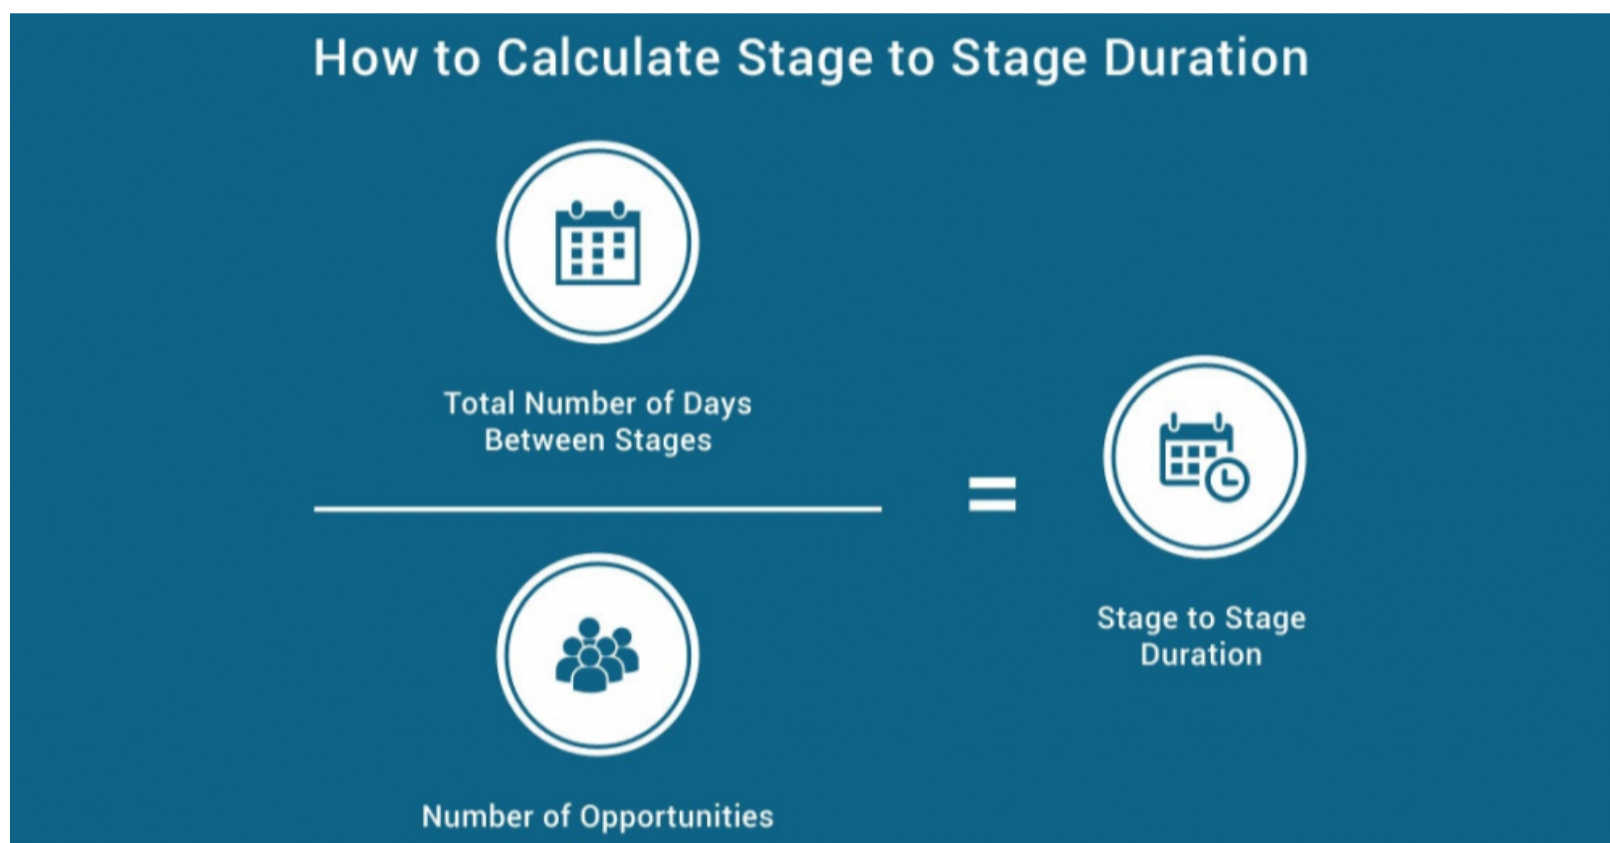 How to Calculate Stage to Stage Duration
Total Number of Days
Between Stages
=
Stage to Stage
Duration
Number of Opportunities